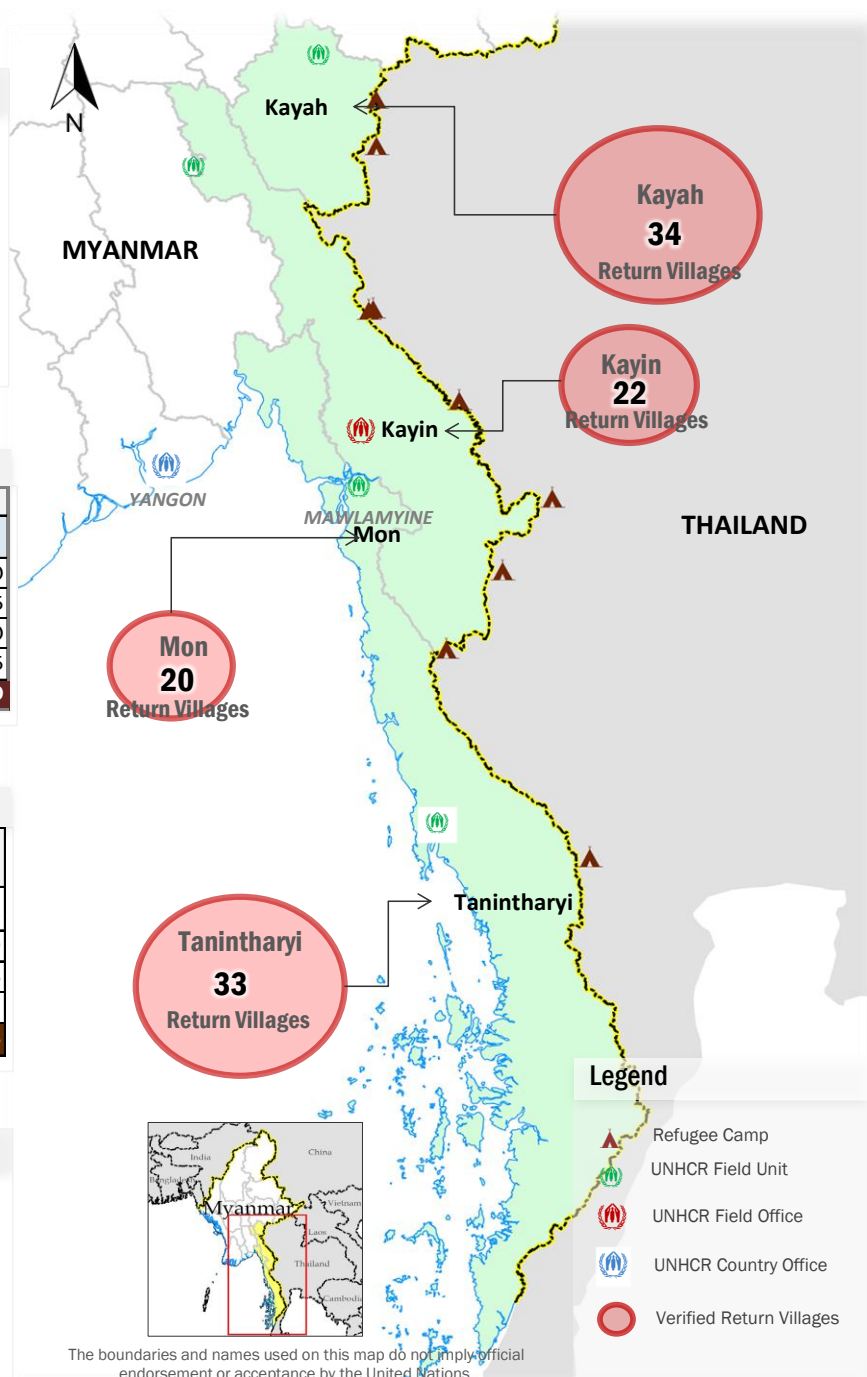 N
Kayah
MYANMAR
Kayah
34
Return Villages
Kayin
22
Return Villages
Kayin
YANGON
MAWLAMYINE
Mon
THAILAND
Mon
20
Return Villages
Tanintharyi
Tanintharyi
33
Return Villages
Legend
Refugee Camp
UNHCR Field Unit
UNHCR Field Office
UNHCR Country Office
Verified Return Villages
India
China
Bangladesh
Myanmar
Vietnam
Laos
Thailand
Cambodia
The boundaries and names used on this map do not imply official
endorsement or acceptance by the United Nations